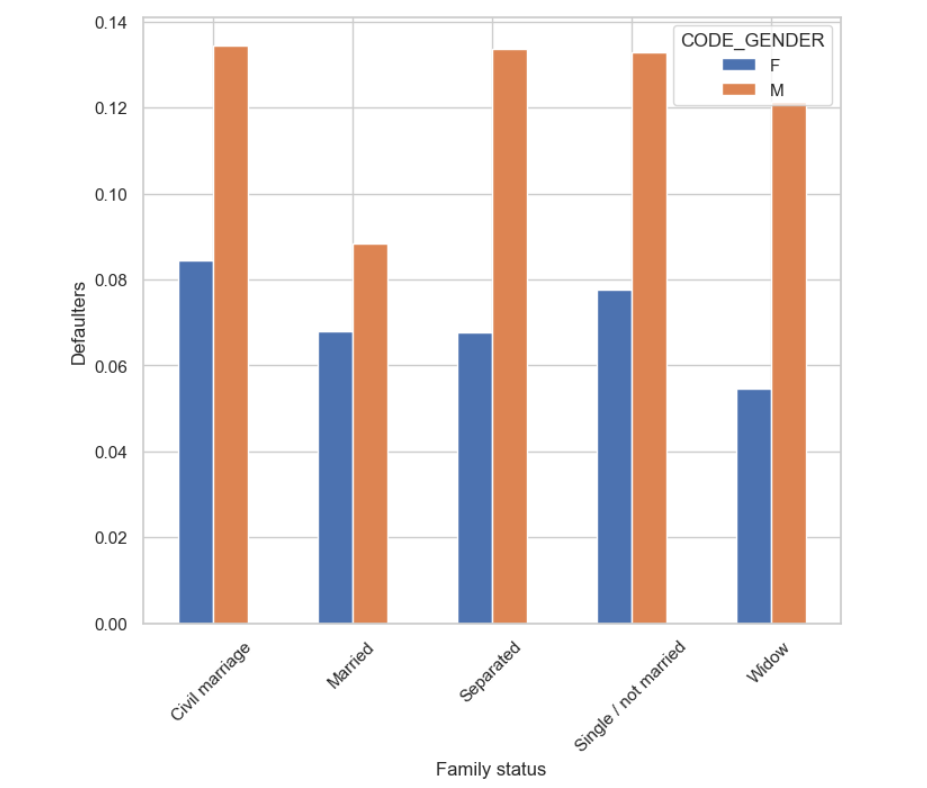 0.14
CODE_GENDER
F
M
0.12
0.10
0.08
0.06
0.04
0.02
0.00
Defaulters
Civil marriage
Married
Separated
Single / not married
Widow
Family status